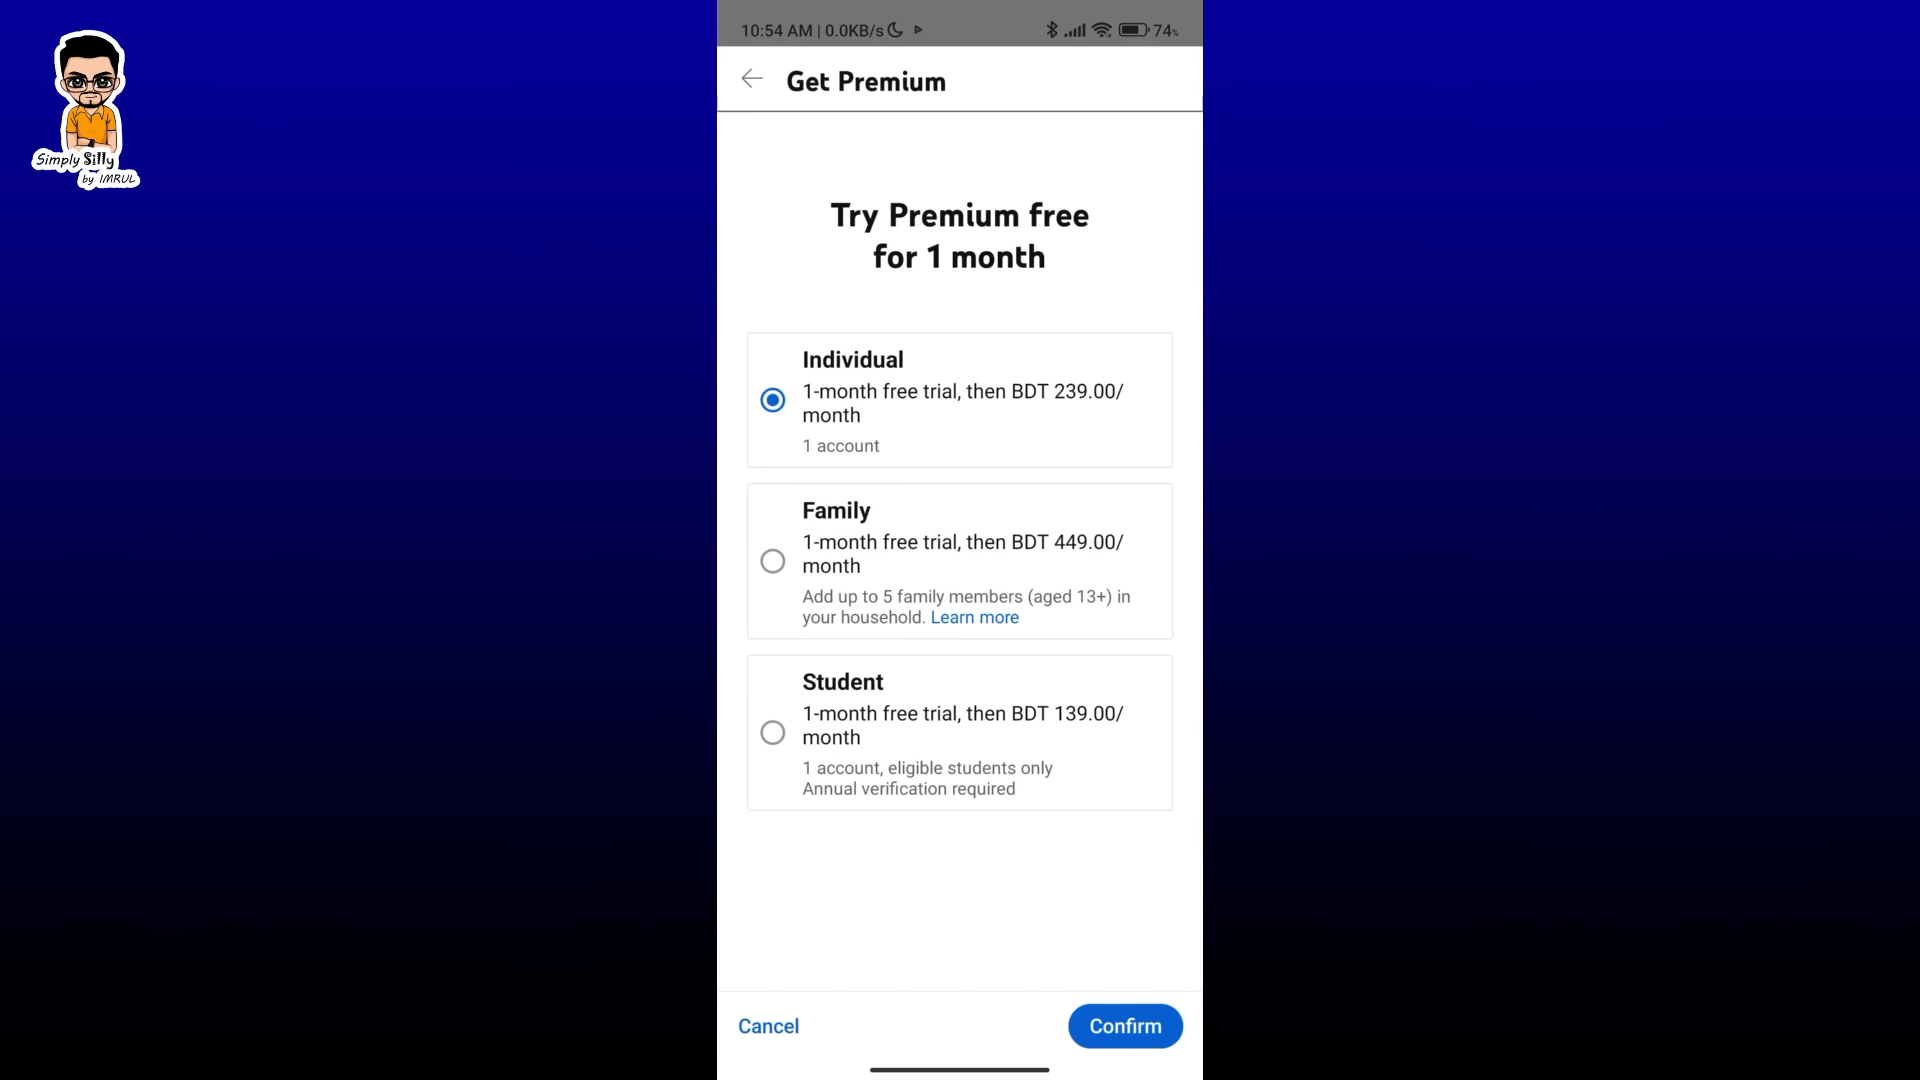 Simply Silly
by IMRUL
10:54 AM | 0.0KB/s
74%
Get Premium
Try Premium free
for 1 month
Individual
1-month free trial, then BDT 239.00/
month
1 account
Family
1-month free trial, then BDT 449.00/
month
Add up to 5 family members (aged 13+) in
your household. Learn more
Student
1-month free trial, then BDT 139.00/
month
1 account, eligible students only
Annual verification required
Cancel
Confirm